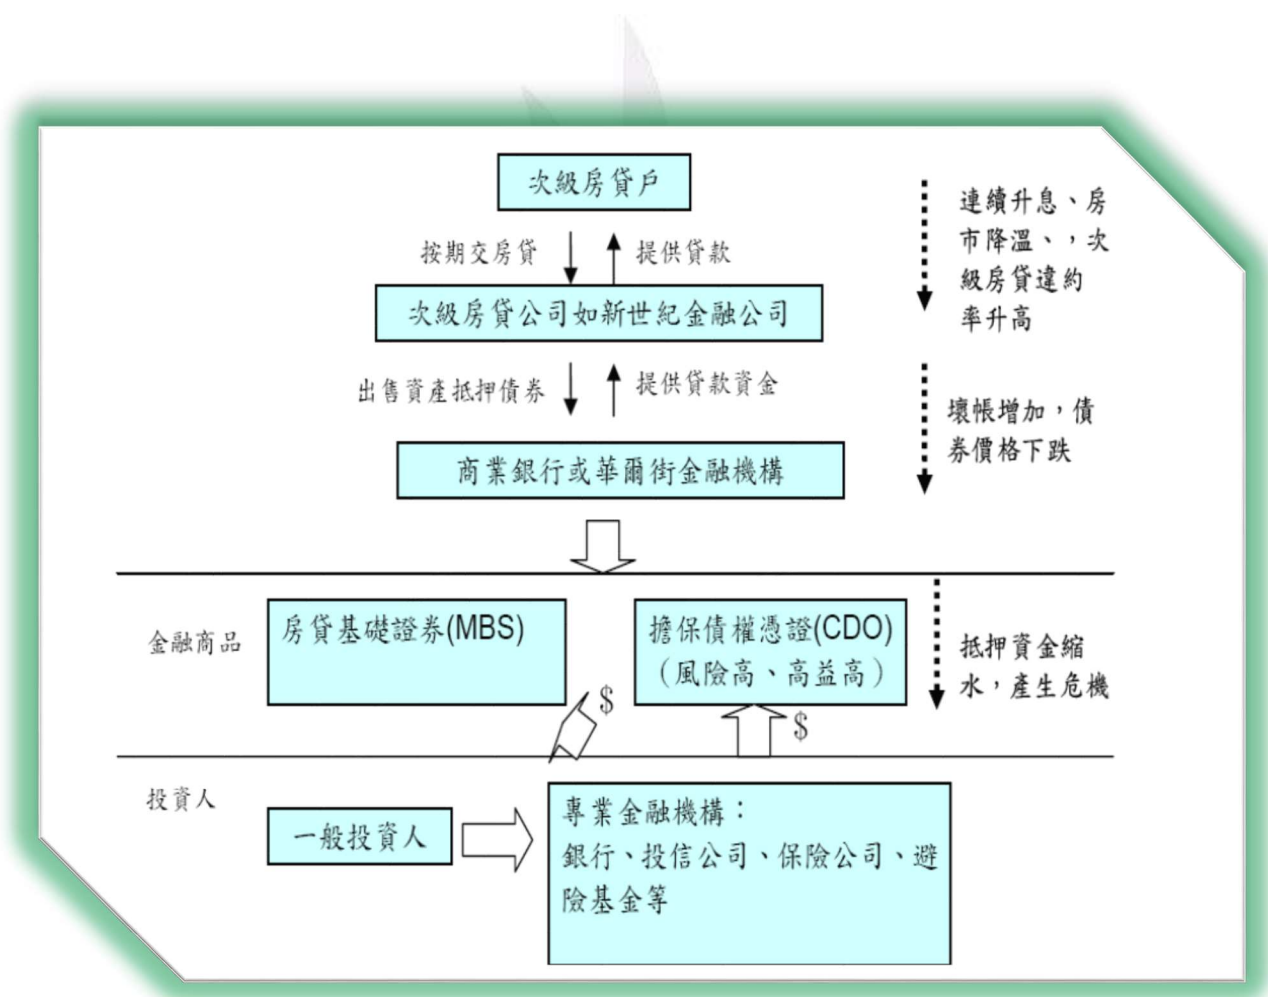 次級房貸戶
按期交房貸
提供貸款
連續升息、房
市降溫、，次
級房貸違約
率升高
次級房貸公司如新世紀金融公司
出售資產抵押債券
提供貸款資金
壞帳增加，債
券價格下跌
商業銀行或華爾街金融機構
金融商品
房貸基礎證券(MBS)
擔保債權憑證(CDO)
（風險高、高益高）
抵押資金縮
水，產生危機
$
$
投資人
一般投資人
專業金融機構：
銀行、投信公司、保險公司、避
險基金等